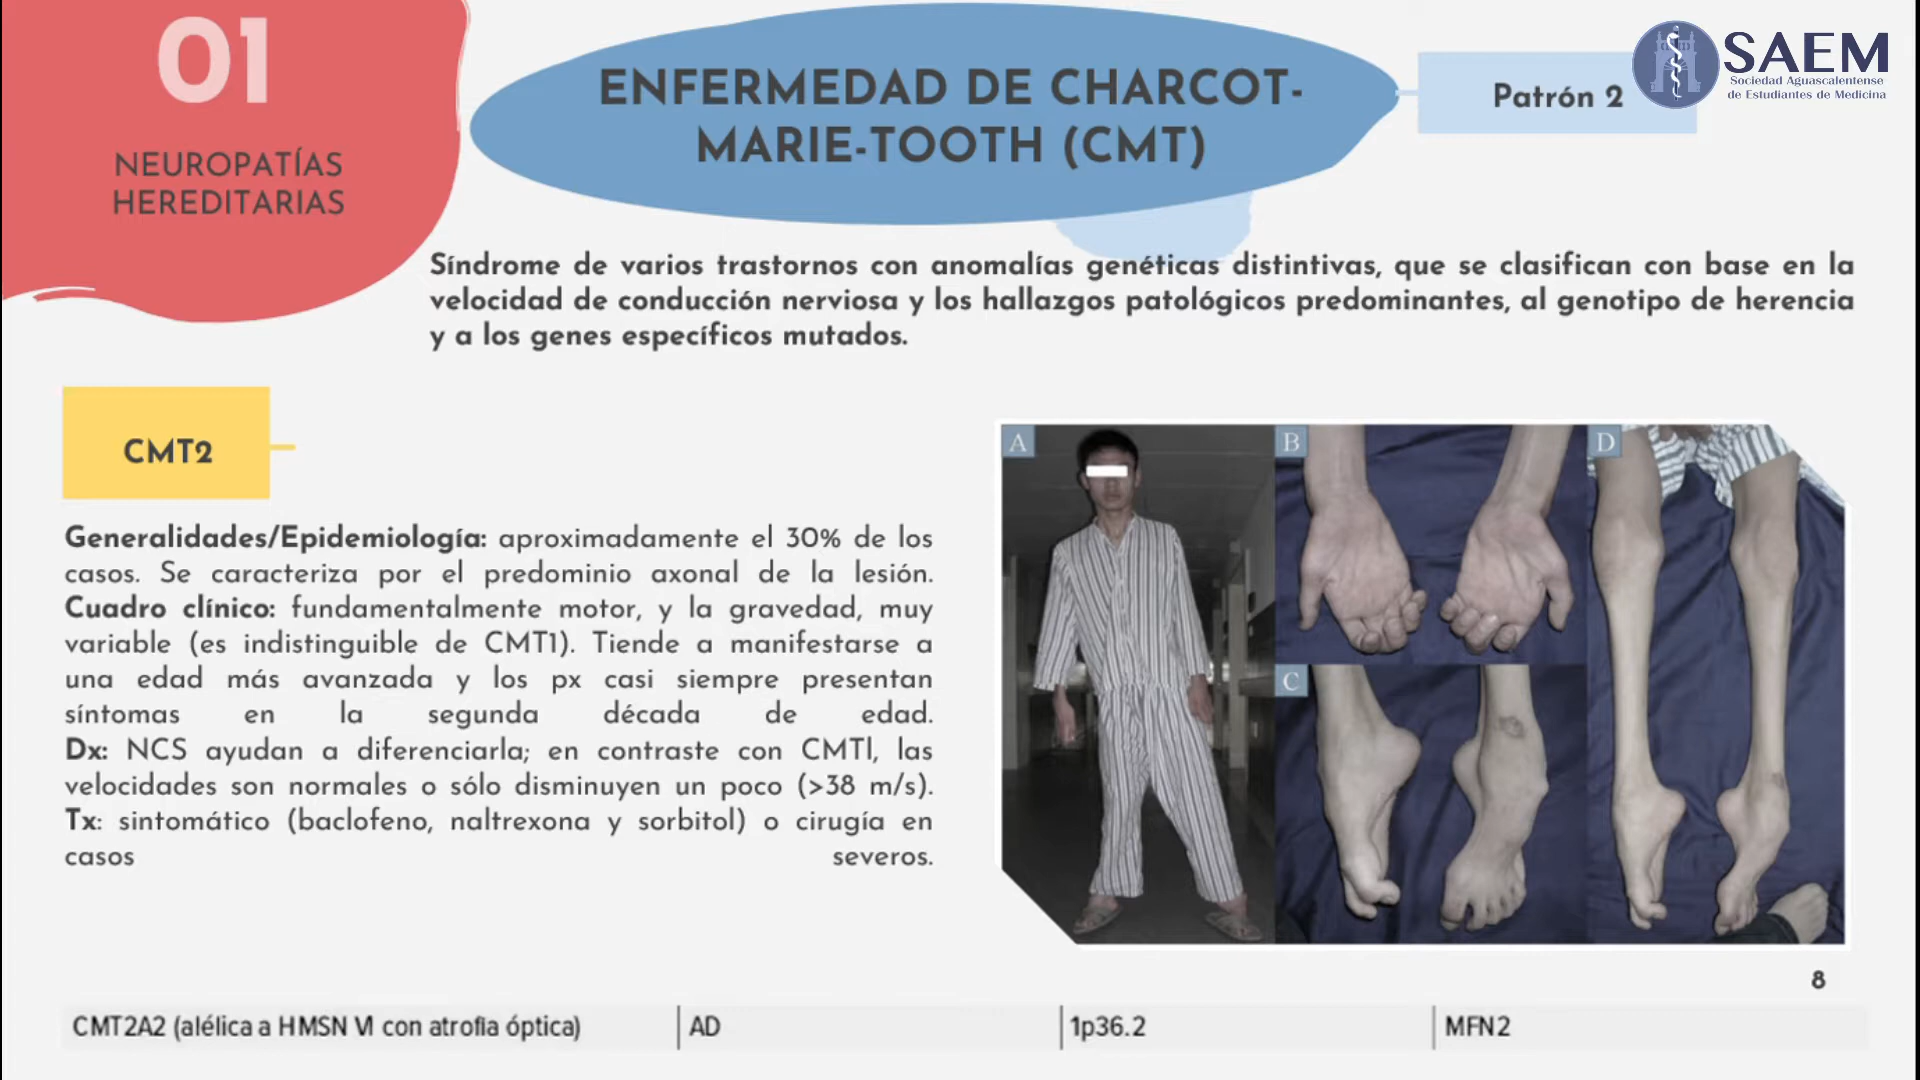 01
NEUROPATÍAS
HEREDITARIAS
ENFERMEDAD DE CHARCOT-
MARIE-TOOTH (CMT)
Patrón 2
SAEM
Sociedad Aguascalentense
de Estudiantes de Medicina
Síndrome de varios trastornos con anomalías genéticas distintivas, que se clasifican con base en la
velocidad de conducción nerviosa y los hallazgos patológicos predominantes, al genotipo de herencia
y a los genes específicos mutados.
CMT2
Generalidades/Epidemiología: aproximadamente el 30% de los
casos. Se caracteriza por el predominio axonal de la lesión.
Cuadro clínico: fundamentalmente motor, y la gravedad, muy
variable (es indistinguible de CMT1). Tiende a manifestarse a
una edad más avanzada y los px casi siempre presentan
síntomas en la segunda década de edad.
Dx: NCS ayudan a diferenciarla; en contraste con CMTl, las
velocidades son normales o sólo disminuyen un poco (>38 m/s).
Tx: sintomático (baclofeno, naltrexona y sorbitol) o cirugía en
casos severos.
A
B
D
C
8
CMT2A2 (alélica a HMSN VI con atrofia óptica)
AD
1p36.2
MFN2